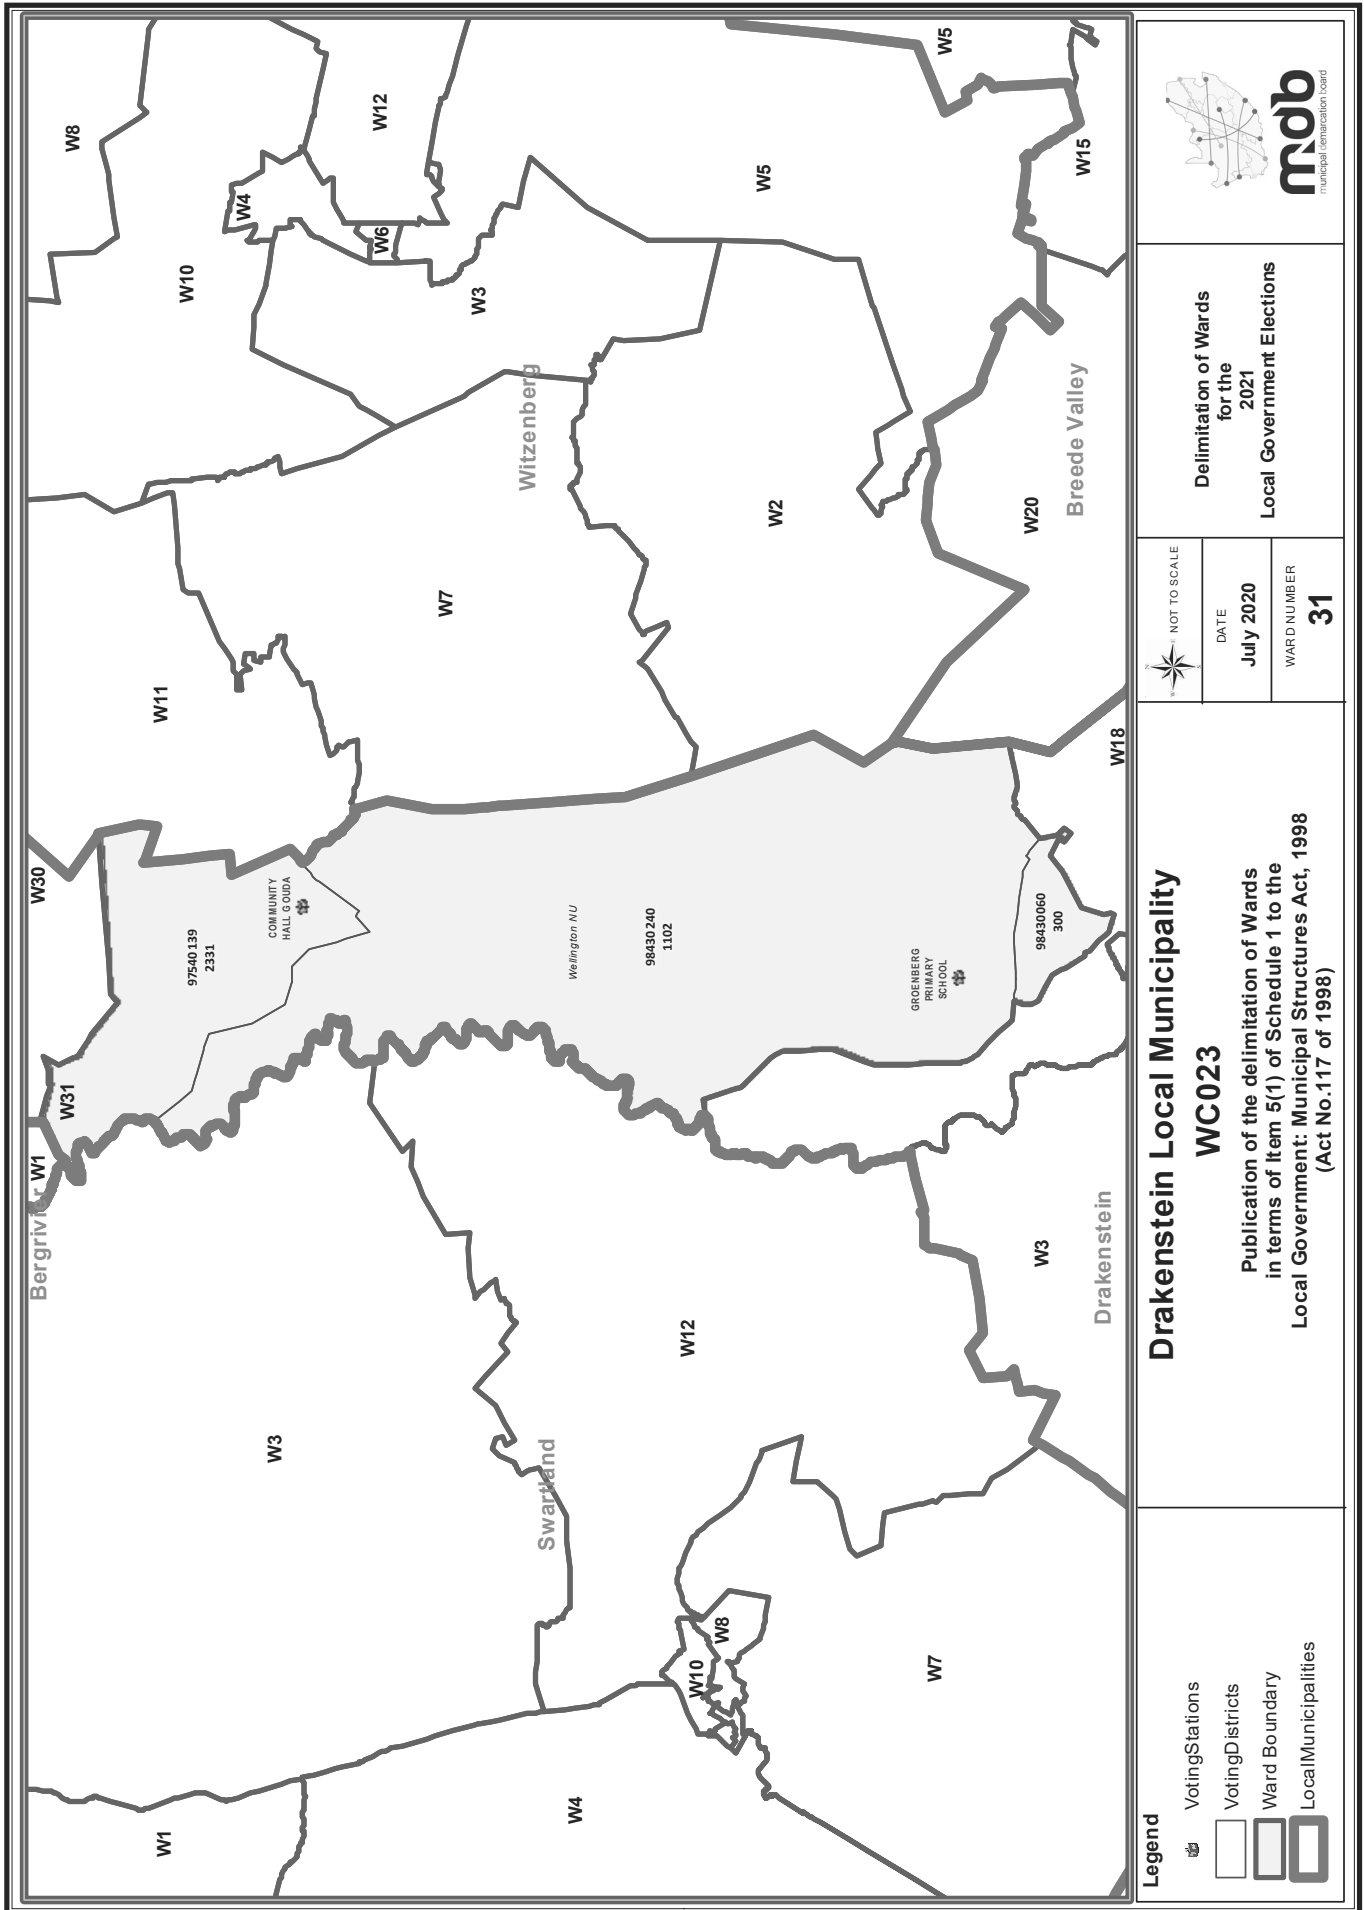 W8
W12
W5
W15
W4
W6
W10
W3
W5
Witzenberg
Breede Valley
W2
W20
W7
W11
W18
W30
COMMUNITY
HALL GOUDA
97540139
2331
Wellington NU
98430240
1102
GROENBERG
PRIMARY
SCHOOL
98430060
300
W31
W1
Bergrivier
W3
Swartland
W12
W3
Drakenstein
W8
W10
W7
W4
W1
Legend
VotingStations
VotingDistricts
Ward Boundary
LocalMunicipalities
Drakenstein Local Municipality
WC023
Publication of the delimitation of Wards
in terms of Item 5(1) of Schedule 1 to the
Local Government: Municipal Structures Act, 1998
(Act No.117 of 1998)
N
W
E
S
NOT TO SCALE
DATE
July 2020
WARD NUMBER
31
Delimitation of Wards
for the
2021
Local Government Elections
mdb
municipal demarcation board